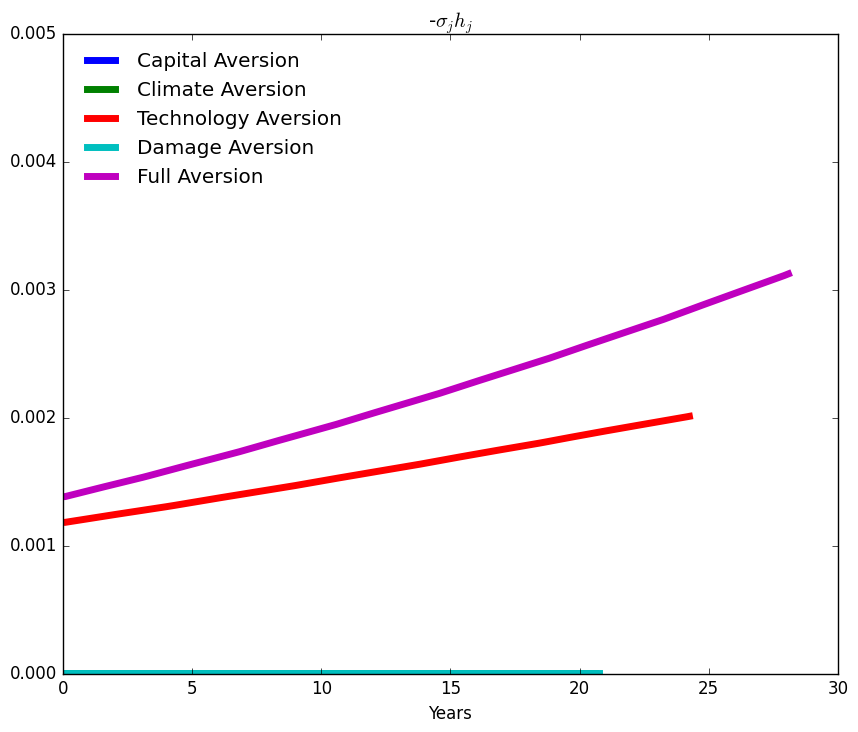 -σⱼhⱼ
0.005
0.004
0.003
0.002
0.001
0.000
Capital Aversion
Climate Aversion
Technology Aversion
Damage Aversion
Full Aversion
0 5 10 15 20 25 30
Years